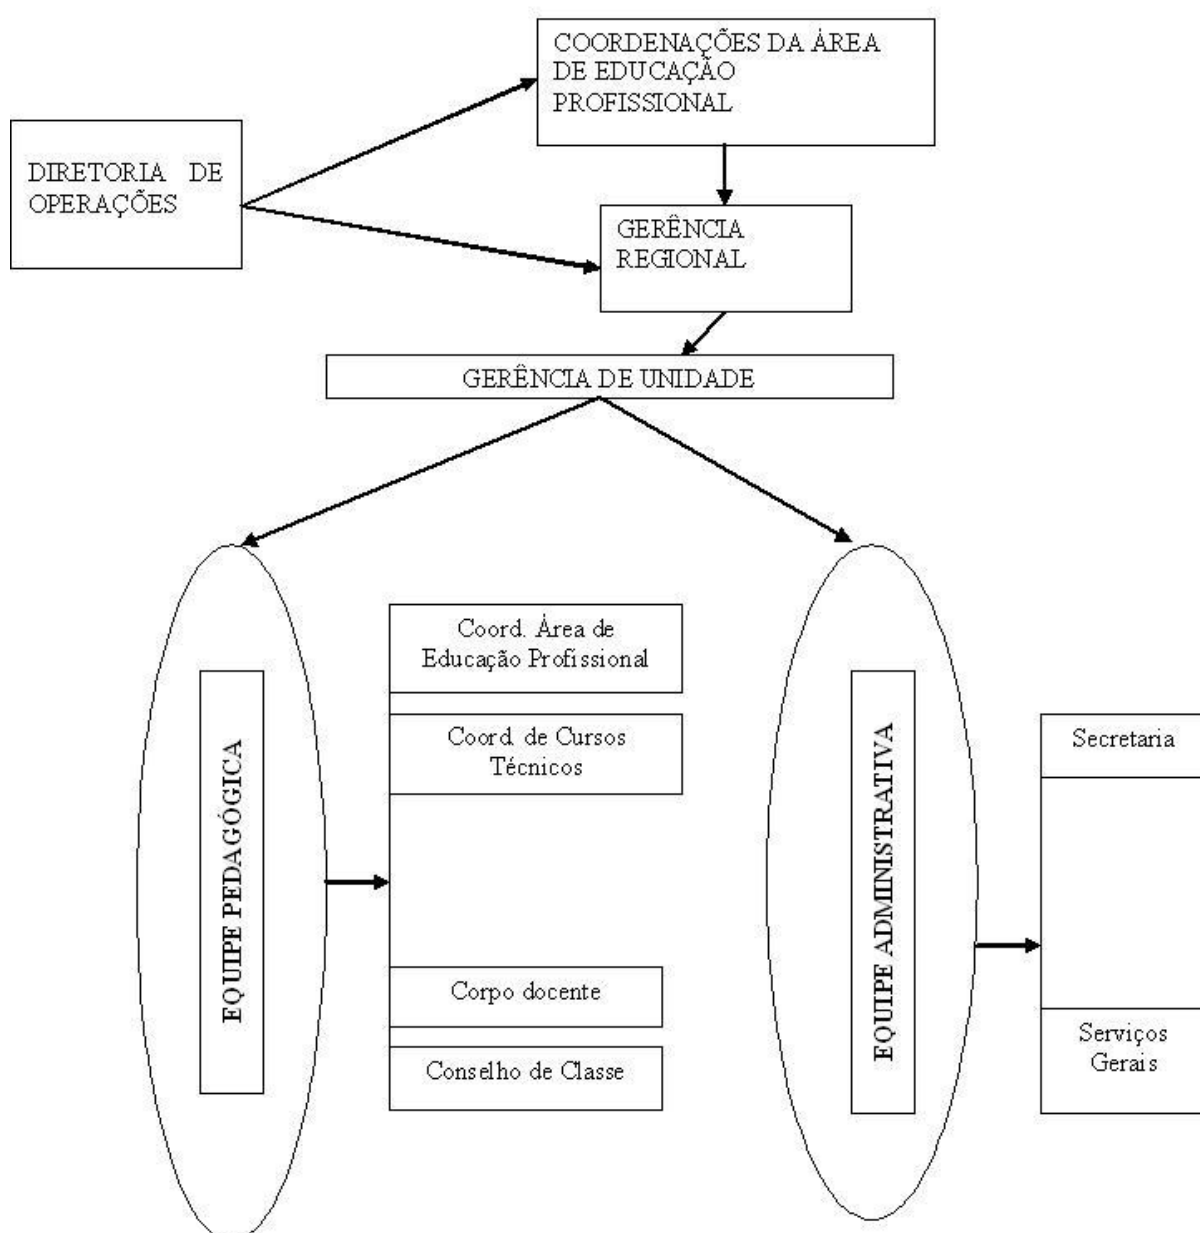 COORDENAÇÕES DA ÁREA
DE EDUCAÇÃO
PROFISSIONAL
DIRETORIA DE
OPERAÇÕES
GERÊNCIA
REGIONAL
GERÊNCIA DE UNIDADE
EQUIPE PEDAGÓGICA
Coord. Área de
Educação Profissional
Coord. de Cursos
Técnicos
Corpo docente
Conselho de Classe
EQUIPE ADMINISTRATIVA
Secretaria
Serviços
Gerais